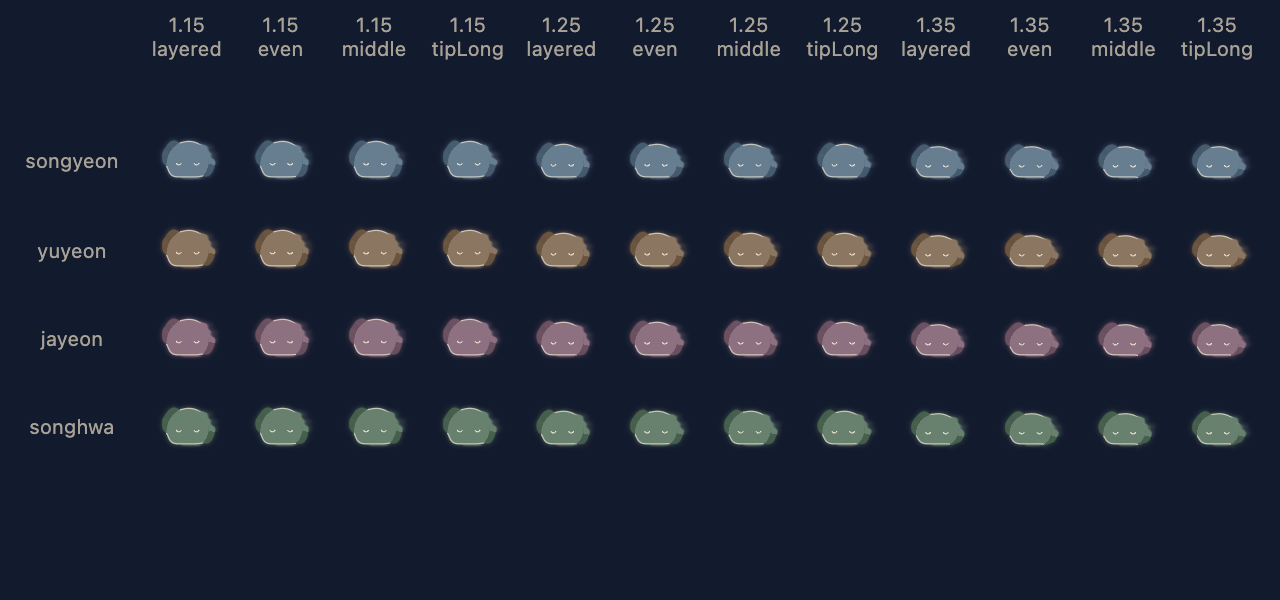 1.15 1.15 1.15 1.15 1.25 1.25 1.25 1.25 1.35 1.35 1.35 1.35
layered even middle tipLong layered even middle tipLong layered even middle tipLong
songyeon
yuyeon
jayeon
songhwa